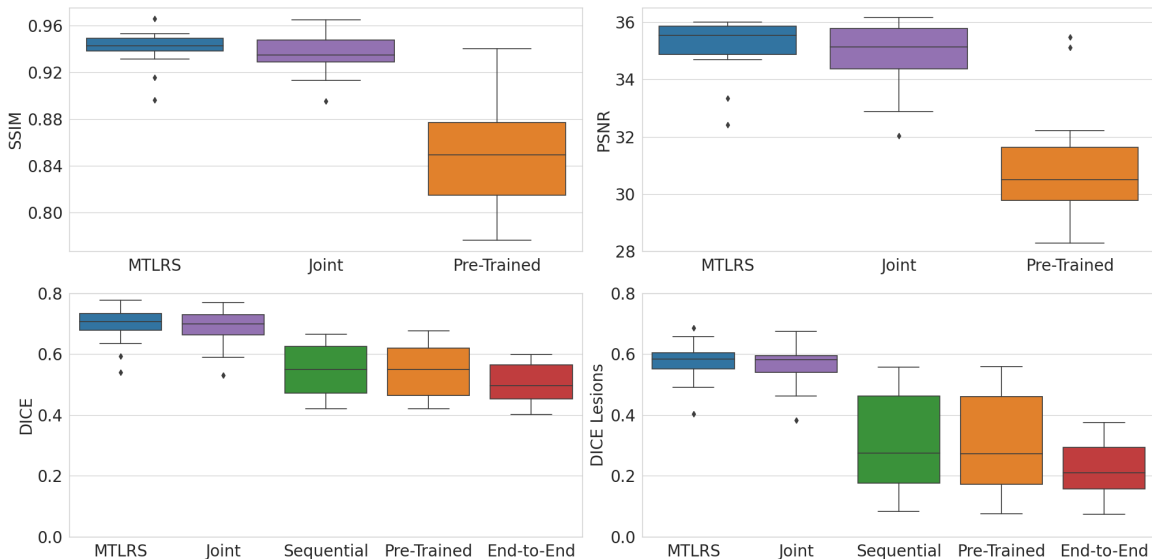 SSIM
0.96
0.92
0.88
0.84
0.80
MTLRS Joint Pre-Trained
PSNR
36
34
32
30
28
MTLRS Joint Pre-Trained
DICE
0.8
0.6
0.4
0.2
0.0
MTLRS Joint Sequential Pre-Trained End-to-End
DICE Lesions
0.8
0.6
0.4
0.2
0.0
MTLRS Joint Sequential Pre-Trained End-to-End